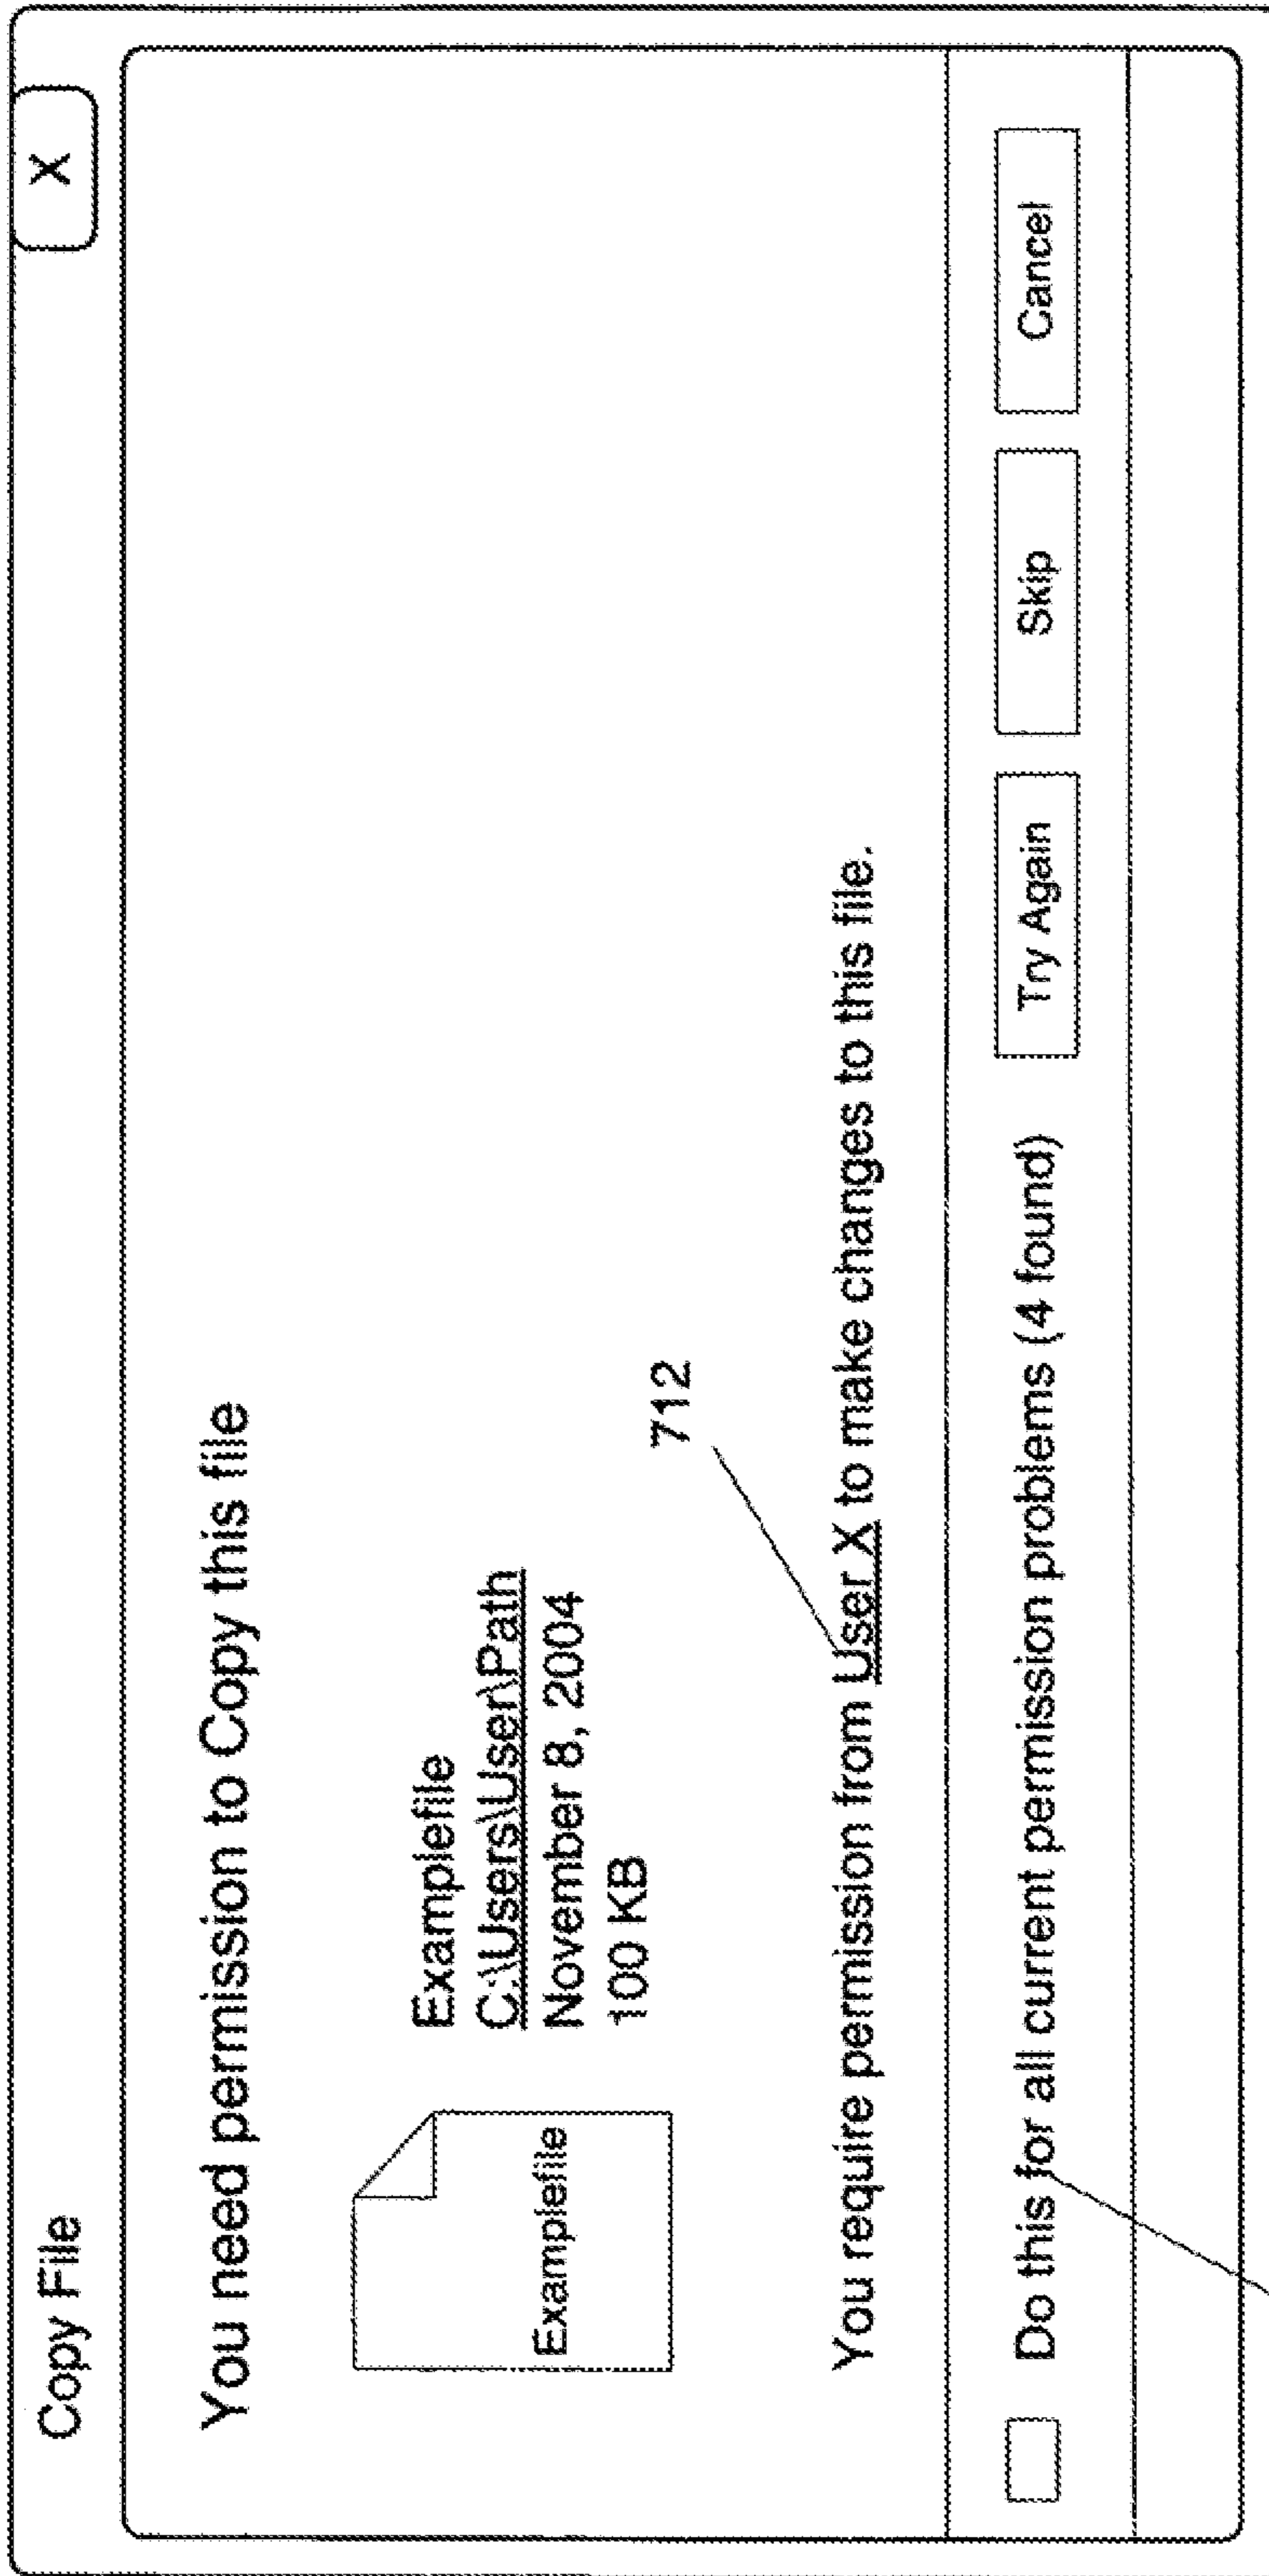 Copy File
X
You need permission to Copy this file
Examplefile
Examplefile
C:\Users\User\Path
November 8, 2004
100 KB
712
You require permission from User X to make changes to this file.
Do this for all current permission problems (4 found)
Try Again
Skip
Cancel